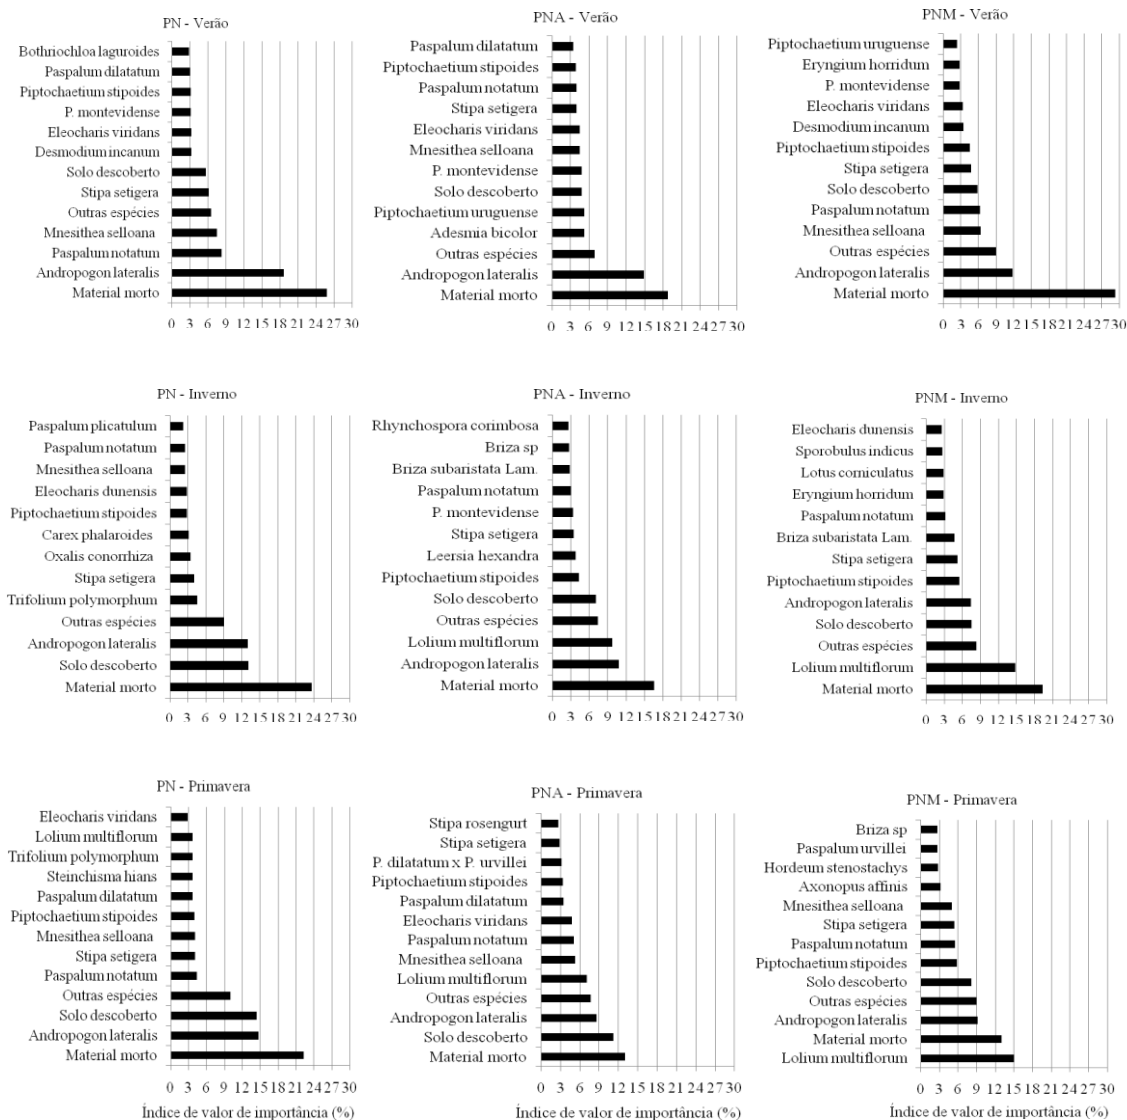 PN - Verão
Bothriochloa laguroides
Paspalum dilatatum
Piptochaetium stipoides
P. montevidense
Eleocharis viridans
Desmodium incanum
Solo descoberto
Stipa setigera
Outras espécies
Mnesithea selloana
Paspalum notatum
Andropogon lateralis
Material morto
0 3 6 9 12 15 18 21 24 27 30
PNA - Verão
Paspalum dilatatum
Piptochaetium stipoides
Paspalum notatum
Stipa setigera
Eleocharis viridans
Mnesithea selloana
P. montevidense
Solo descoberto
Piptochaetium uruguense
Adesmia bicolor
Outras espécies
Andropogon lateralis
Material morto
0 3 6 9 12 15 18 21 24 27 30
PNM - Verão
Piptochaetium uruguense
Eryngium horridum
P. montevidense
Eleocharis viridans
Desmodium incanum
Piptochaetium stipoides
Stipa setigera
Solo descoberto
Paspalum notatum
Mnesithea selloana
Outras espécies
Andropogon lateralis
Material morto
0 3 6 9 12 15 18 21 24 27 30
PN - Inverno
Paspalum plicatulum
Paspalum notatum
Mnesithea selloana
Eleocharis dunensis
Piptochaetium stipoides
Carex phalaroides
Oxalis conorrhiza
Stipa setigera
Trifolium polymorphum
Outras espécies
Andropogon lateralis
Solo descoberto
Material morto
0 3 6 9 12 15 18 21 24 27 30
PNA - Inverno
Rhynchospora corimbosa
Briza sp
Briza subaristata Lam.
Paspalum notatum
P. montevidense
Stipa setigera
Leersia hexandra
Piptochaetium stipoides
Solo descoberto
Outras espécies
Lolium multiflorum
Andropogon lateralis
Material morto
0 3 6 9 12 15 18 21 24 27 30
PNM - Inverno
Eleocharis dunensis
Sporobulus indicus
Lotus corniculatus
Eryngium horridum
Paspalum notatum
Briza subaristata Lam.
Stipa setigera
Piptochaetium stipoides
Andropogon lateralis
Solo descoberto
Outras espécies
Lolium multiflorum
Material morto
0 3 6 9 12 15 18 21 24 27 30
PN - Primavera
Eleocharis viridans
Lolium multiflorum
Trifolium polymorphum
Steinchisma hians
Paspalum dilatatum
Piptochaetium stipoides
Mnesithea selloana
Stipa setigera
Paspalum notatum
Outras espécies
Solo descoberto
Andropogon lateralis
Material morto
0 3 6 9 12 15 18 21 24 27 30
Índice de valor de importância (%)
PNA - Primavera
Stipa rosengurt
Stipa setigera
P. dilatatum x P. urvillei
Piptochaetium stipoides
Paspalum dilatatum
Eleocharis viridans
Paspalum notatum
Mnesithea selloana
Lolium multiflorum
Outras espécies
Andropogon lateralis
Solo descoberto
Material morto
0 3 6 9 12 15 18 21 24 27 30
Índice de valor de importância (%)
PNM - Primavera
Briza sp
Paspalum urvillei
Hordeum stenostachys
Axonopus affinis
Mnesithea selloana
Stipa setigera
Paspalum notatum
Piptochaetium stipoides
Solo descoberto
Outras espécies
Andropogon lateralis
Material morto
Lolium multiflorum
0 3 6 9 12 15 18 21 24 27 30
Índice de valor de importância (%)